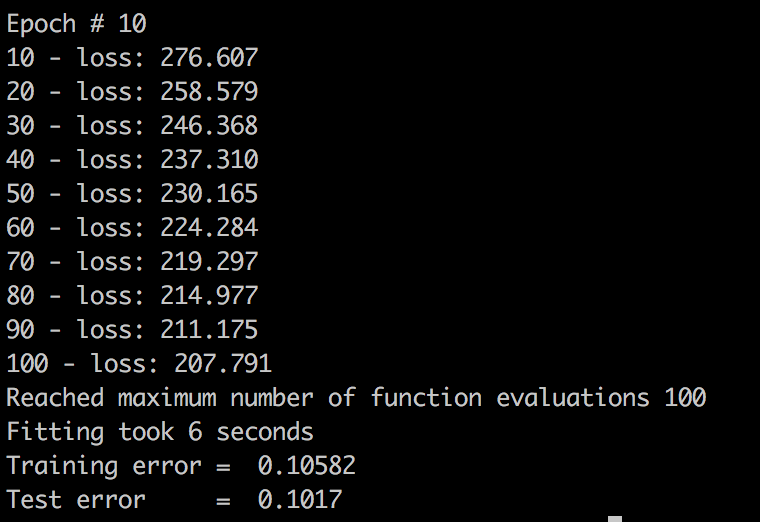 Epoch # 10
10 - loss: 276.607
20 - loss: 258.579
30 - loss: 246.368
40 - loss: 237.310
50 - loss: 230.165
60 - loss: 224.284
70 - loss: 219.297
80 - loss: 214.977
90 - loss: 211.175
100 - loss: 207.791
Reached maximum number of function evaluations 100
Fitting took 6 seconds
Training error =  0.10582
Test error     =  0.1017